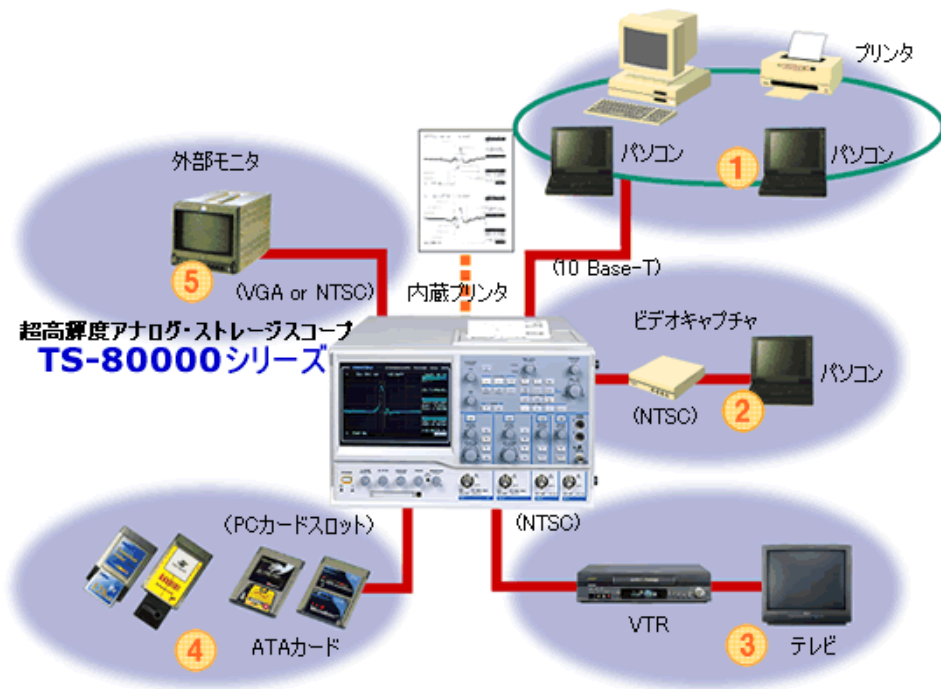 プリンタ
パソコン
1
パソコン
外部モニタ
5
(VGA or NTSC)
内蔵プリンタ
(10 Base-T)
超高輝度アナログ・ストレージスコープ
TS-80000シリーズ
ビデオキャプチャ
パソコン
(NTSC)
2
(PCカードスロット)
(NTSC)
4
ATAカード
VTR
3
テレビ